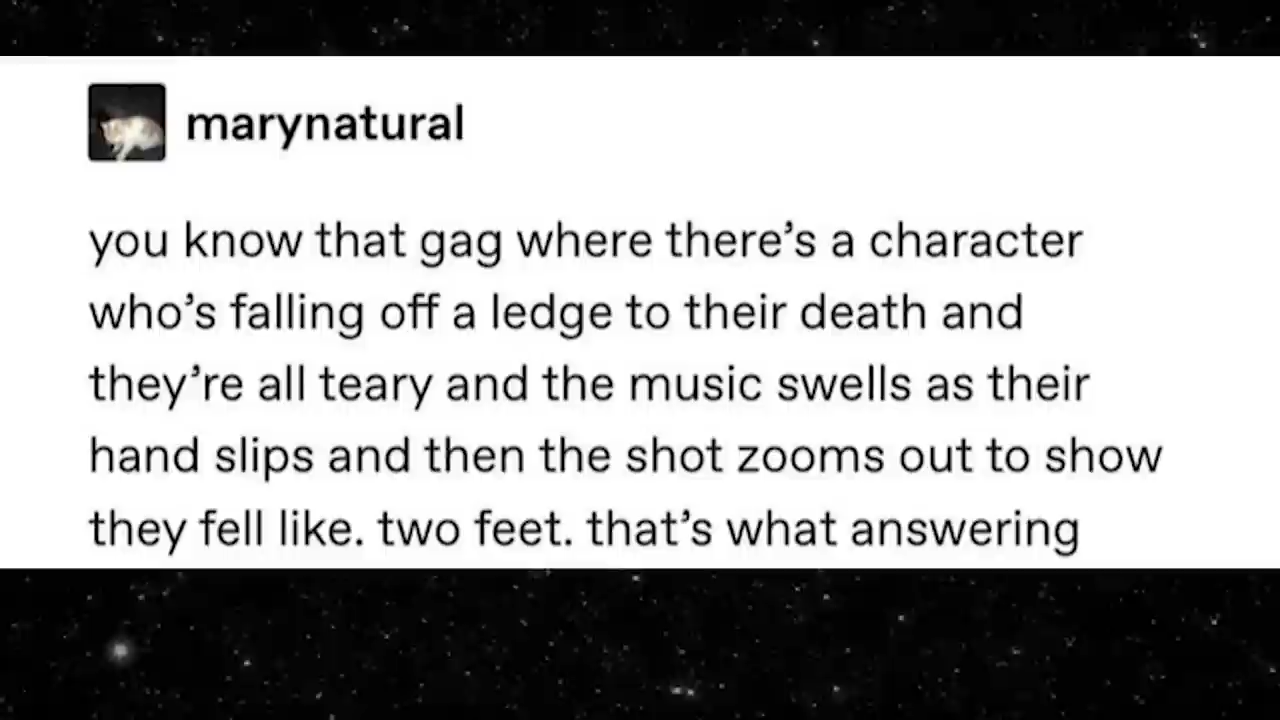 marynatural
you know that gag where there’s a character
who’s falling off a ledge to their death and
they’re all teary and the music swells as their
hand slips and then the shot zooms out to show
they fell like. two feet. that’s what answering